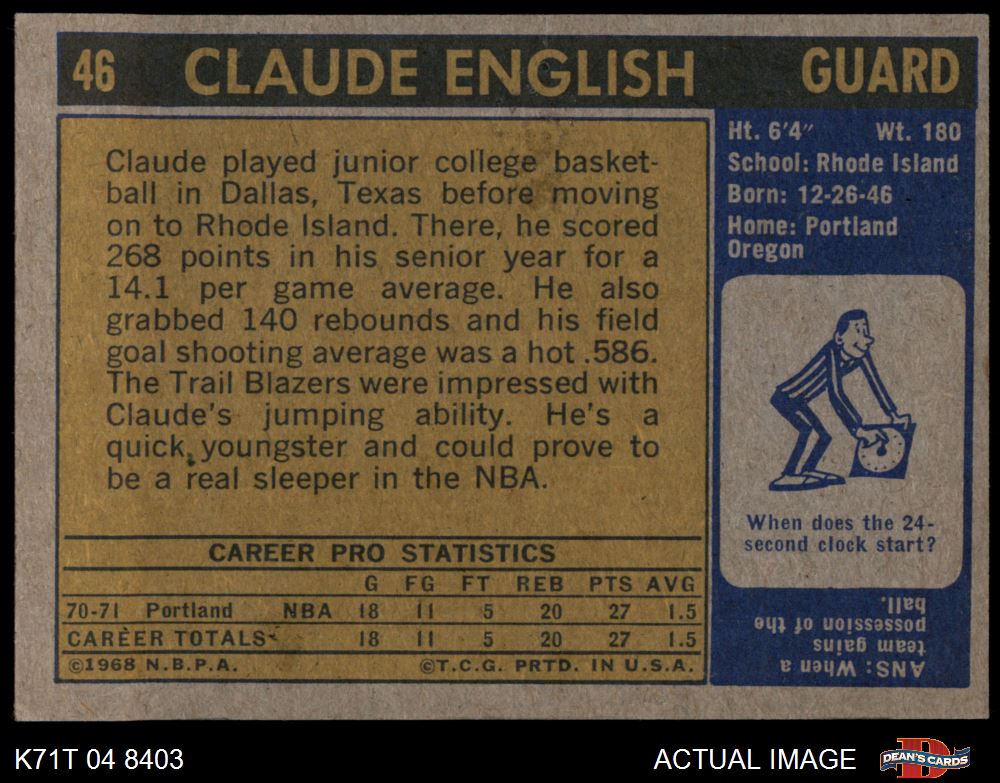 46 CLAUDE ENGLISH GUARD
Claude played junior college basket-
ball in Dallas, Texas before moving
on to Rhode Island. There, he scored
268 points in his senior year for a
14.1 per game average. He also
grabbed 140 rebounds and his field
goal shooting average was a hot .586.
The Trail Blazers were impressed with
Claude's jumping ability. He's a
quick youngster and could prove to
be a real sleeper in the NBA.
CAREER PRO STATISTICS
G FG FT REB PTS AVG
70-71 Portland NBA 18 11 5 20 27 1.5
CAREER TOTALS 18 11 5 20 27 1.5
©1968 N.B.P.A. ©T.C.G. PRTD. IN U.S.A.
Ht. 6'4" Wt. 180
School: Rhode Island
Born: 12-26-46
Home: Portland
Oregon
When does the 24-
second clock start?
ANS: When a
team gains
possession of the
ball.
K71T 04 8403 ACTUAL IMAGE DEAN'S CARDS